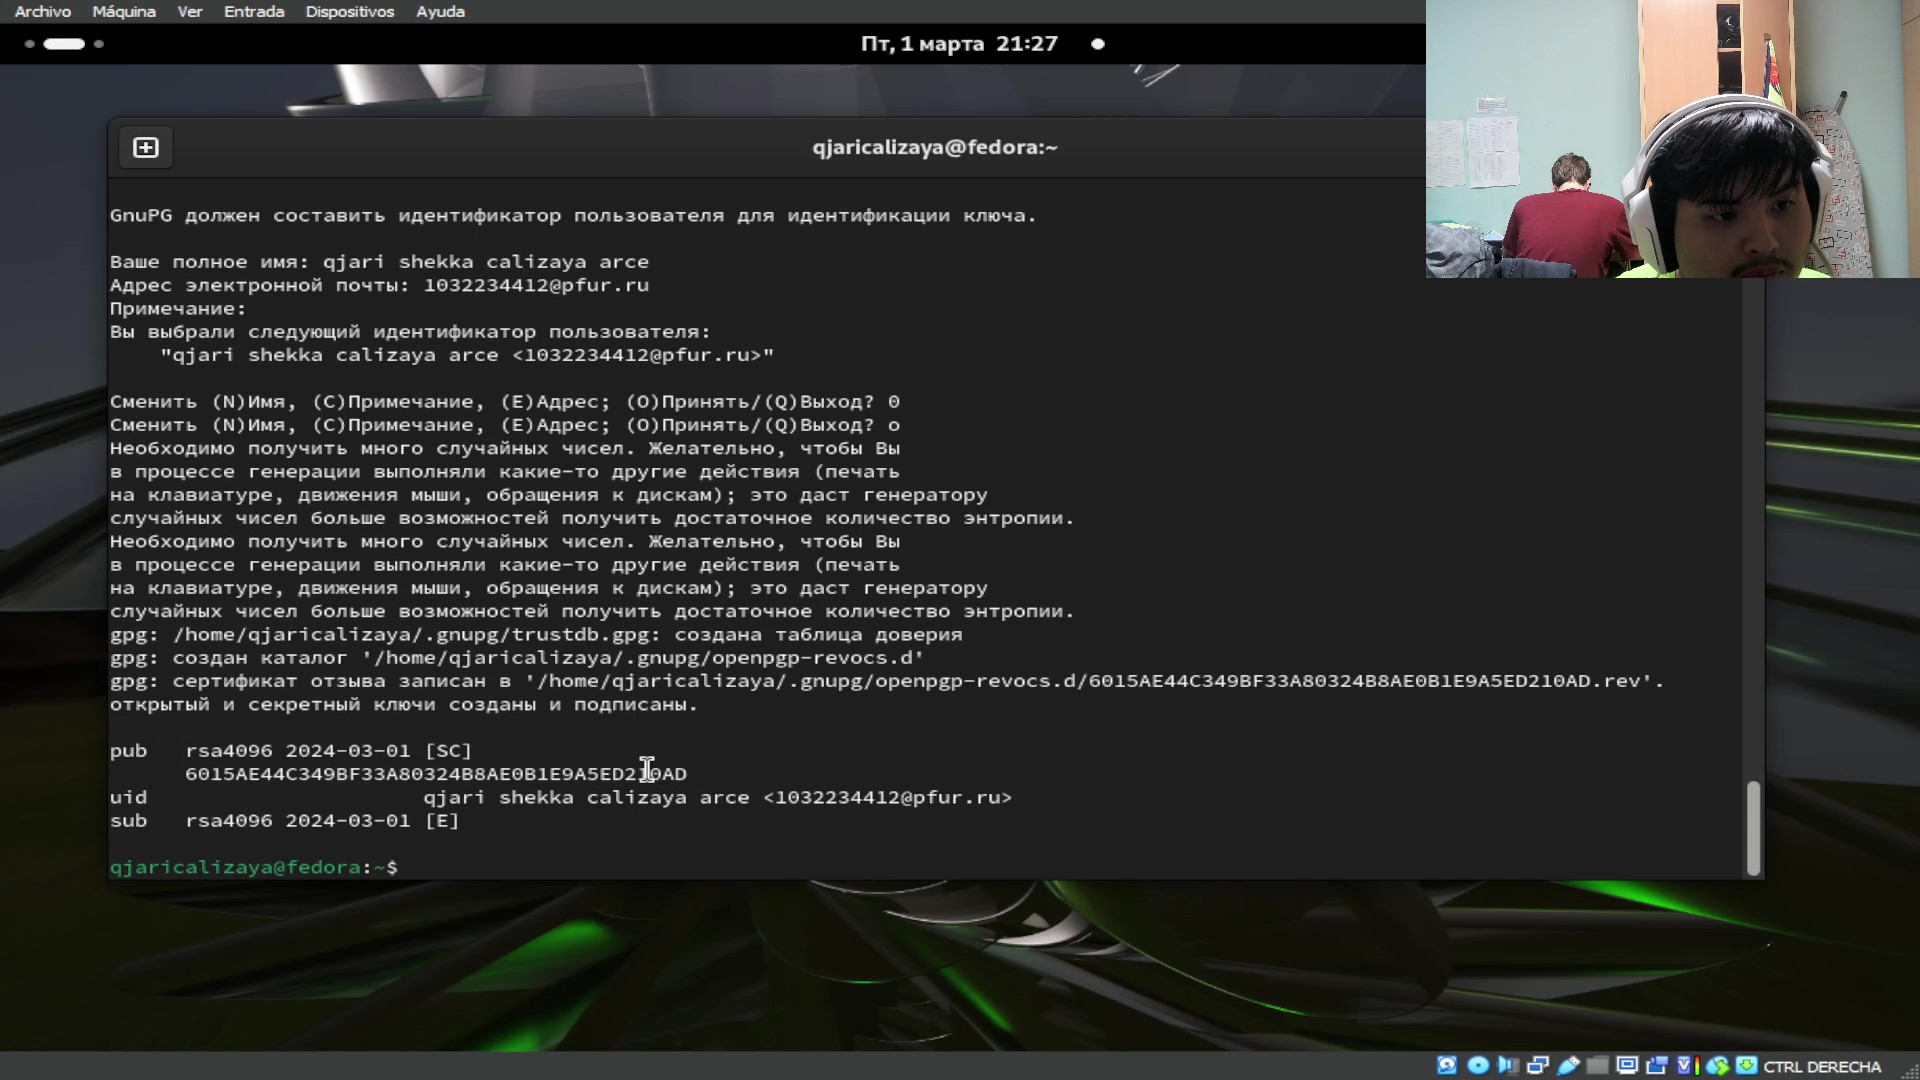 Archivo Máquina Ver Entrada Dispositivos Ayuda
Пт, 1 марта 21:27
qjaricalizaya@fedora:~
GnuPG должен составить идентификатор пользователя для идентификации ключа.
Ваше полное имя: qjari shekka calizaya arce
Адрес электронной почты: 1032234412@pfur.ru
Примечание:
Вы выбрали следующий идентификатор пользователя:
"qjari shekka calizaya arce <1032234412@pfur.ru>"
Сменить (N)Имя, (C)Примечание, (E)Адрес; (O)Принять/(Q)Выход? 0
Сменить (N)Имя, (C)Примечание, (E)Адрес; (O)Принять/(Q)Выход? o
Необходимо получить много случайных чисел. Желательно, чтобы Вы
в процессе генерации выполняли какие-то другие действия (печать
на клавиатуре, движения мыши, обращения к дискам); это даст генератору
случайных чисел больше возможностей получить достаточное количество энтропии.
Необходимо получить много случайных чисел. Желательно, чтобы Вы
в процессе генерации выполняли какие-то другие действия (печать
на клавиатуре, движения мыши, обращения к дискам); это даст генератору
случайных чисел больше возможностей получить достаточное количество энтропии.
gpg: /home/qjaricalizaya/.gnupg/trustdb.gpg: создана таблица доверия
gpg: создан каталог '/home/qjaricalizaya/.gnupg/openpgp-revocs.d'
gpg: сертификат отзыва записан в '/home/qjaricalizaya/.gnupg/openpgp-revocs.d/6015AE44C349BF33A80324B8AE0B1E9A5ED210AD.rev'.
открытый и секретный ключи созданы и подписаны.
pub rsa4096 2024-03-01 [SC]
6015AE44C349BF33A80324B8AE0B1E9A5ED210AD
uid qjari shekka calizaya arce <1032234412@pfur.ru>
sub rsa4096 2024-03-01 [E]
qjaricalizaya@fedora:~$
CTRL DERECHA